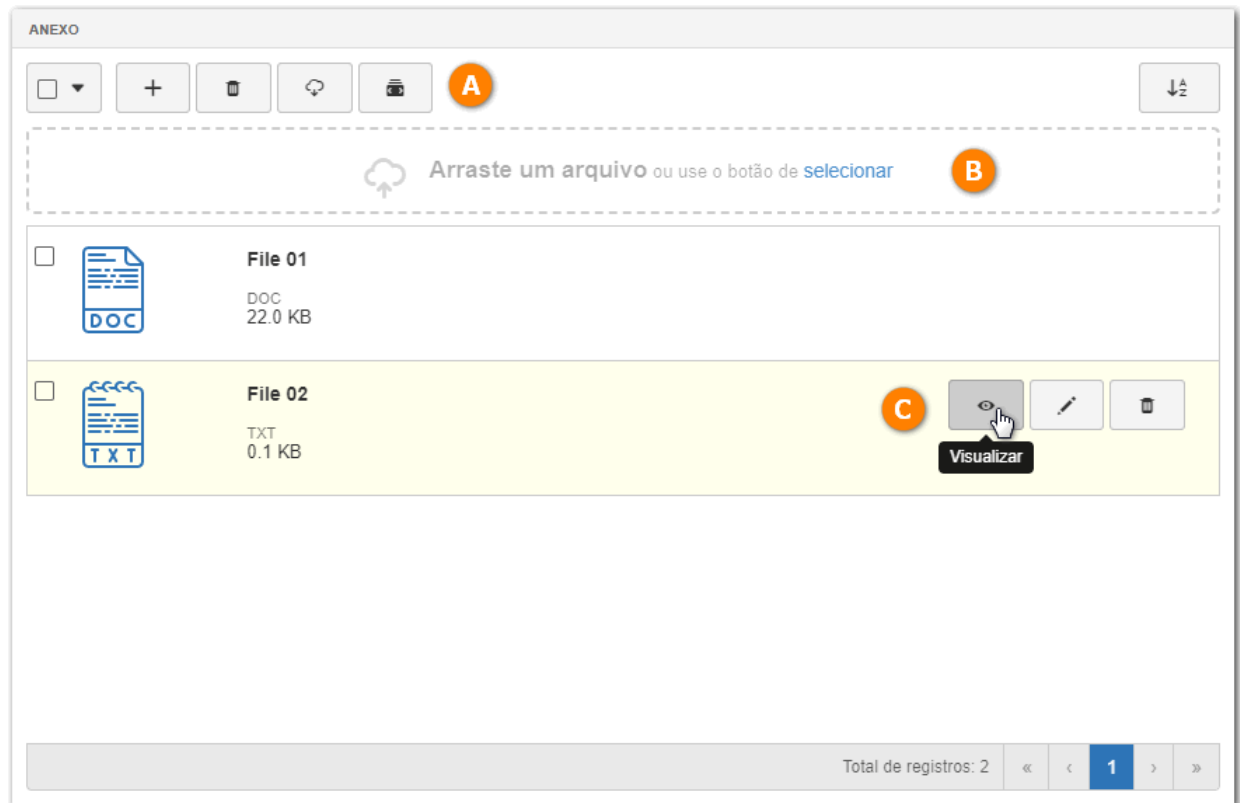 ANEXO
A
A
Z
Arraste um arquivo ou use o botão de selecionar
B
File 01
DOC
22.0 KB
DOC
File 02
C
TXT
0.1 KB
TXT
Visualizar
Total de registros: 2 « ‹ 1 › »